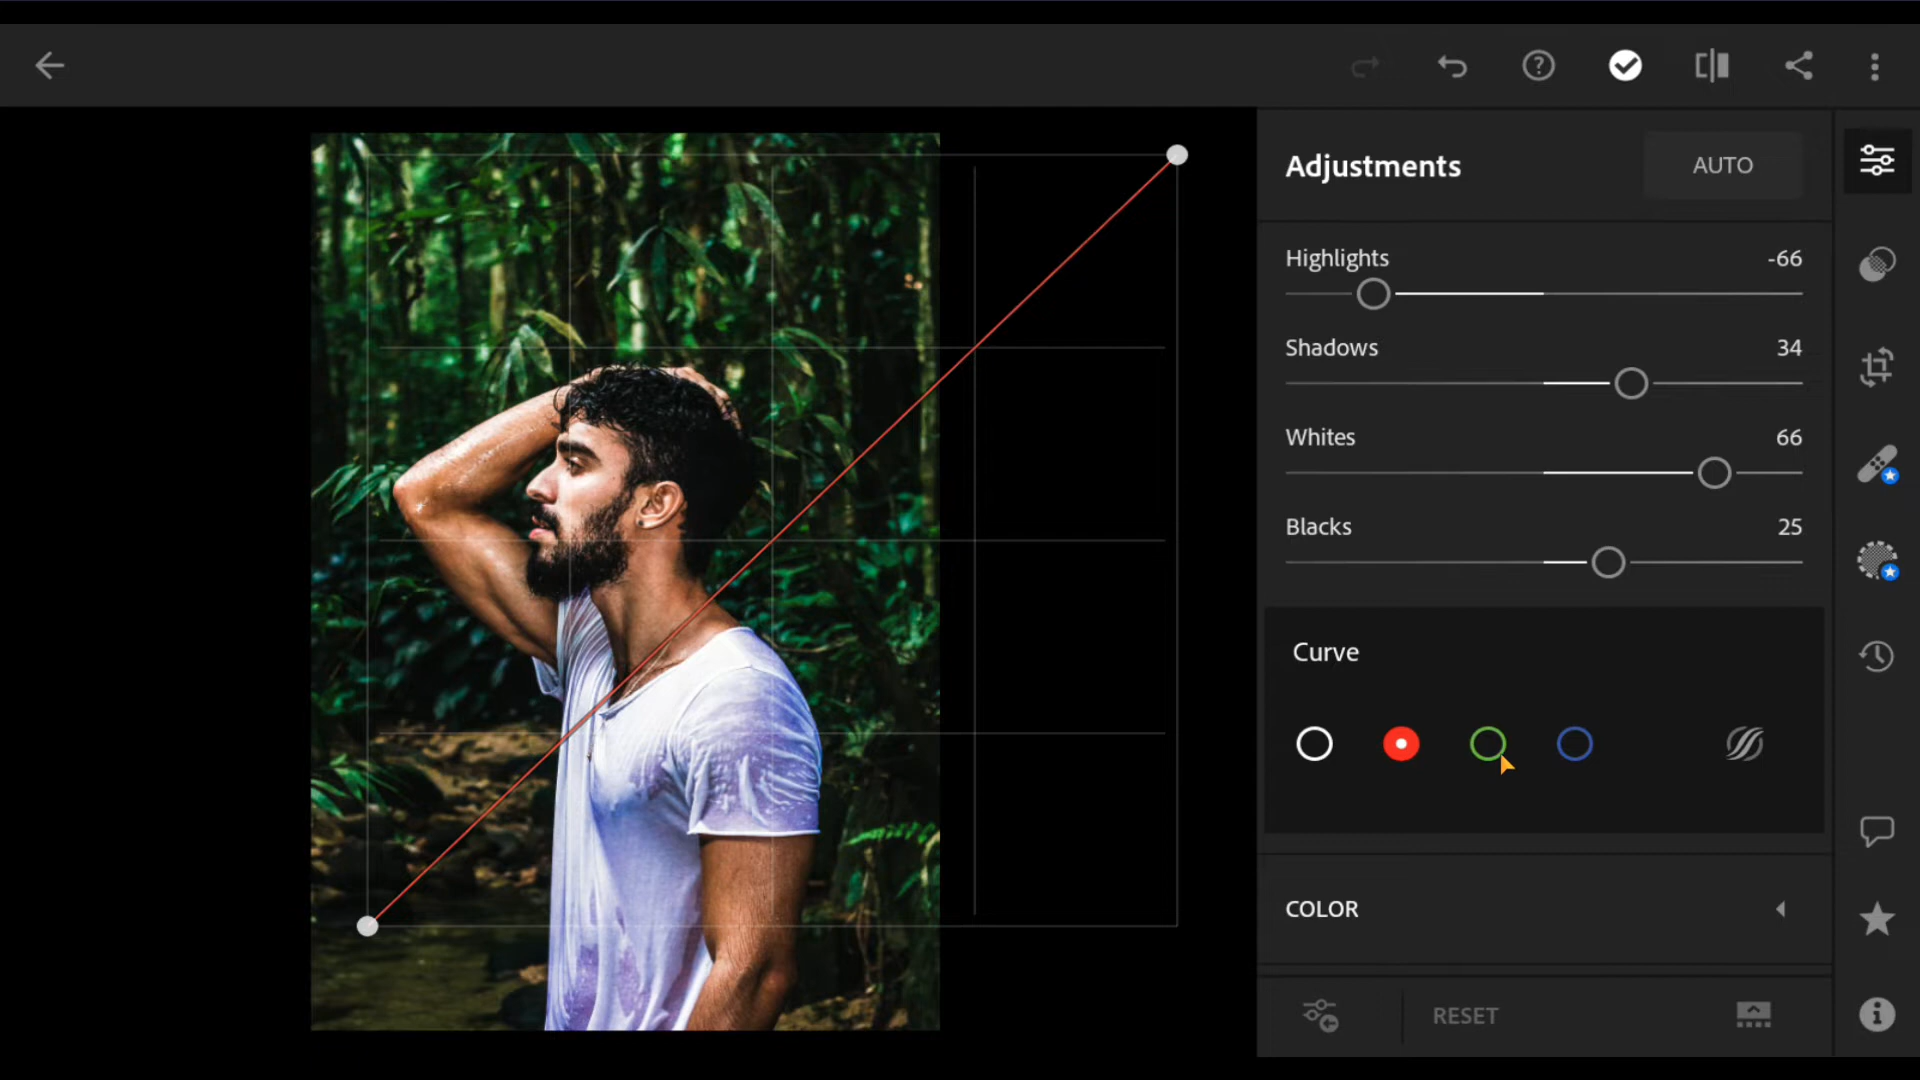 Adjustments
AUTO
Highlights
-66
Shadows
34
Whites
66
Blacks
25
Curve
COLOR
RESET